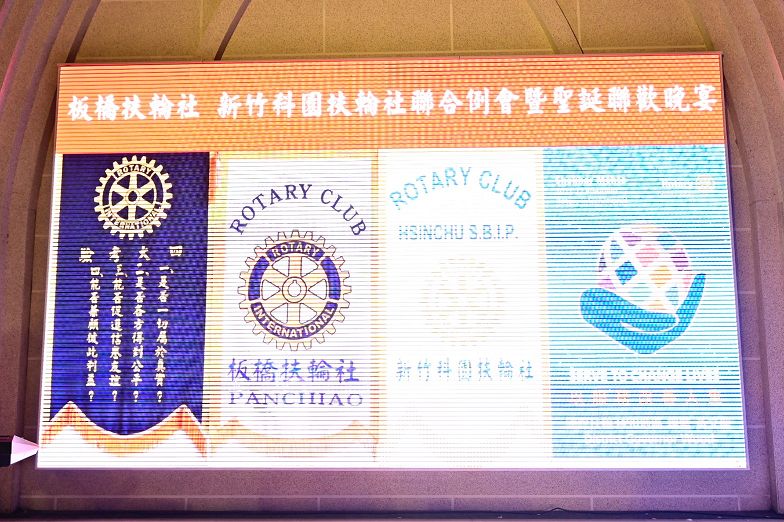 板橋扶輪社 新竹科園扶輪社聯合例會暨聖誕聯歡晚宴
ROTARY
INTERNATIONAL
四大考驗
一、是否一切屬於真實？
二、是否各方得到公平？
三、能否促進信譽友誼？
四、能否兼顧彼此利益？
ROTARY CLUB
ROTARY
INTERNATIONAL
板橋扶輪社
PANCHIAO
ROTARY CLUB
HSINCHU S.B.I.P.
新竹科園扶輪社
SERVE TO CHANGE LIVES